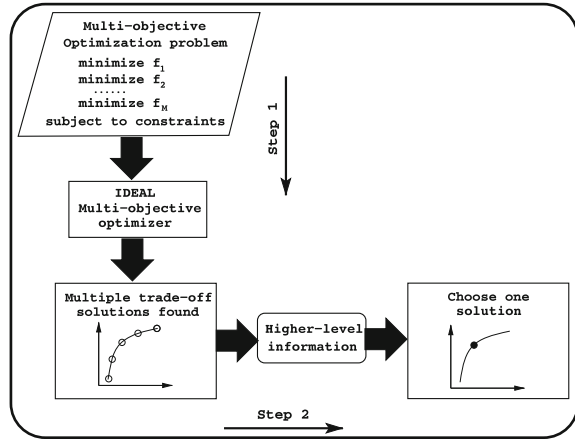 Multi-objective
Optimization problem
minimize f1
minimize f2
......
minimize fM
subject to constraints
Step 1
IDEAL
Multi-objective
optimizer
Multiple trade-off
solutions found
Higher-level
information
Choose one
solution
Step 2